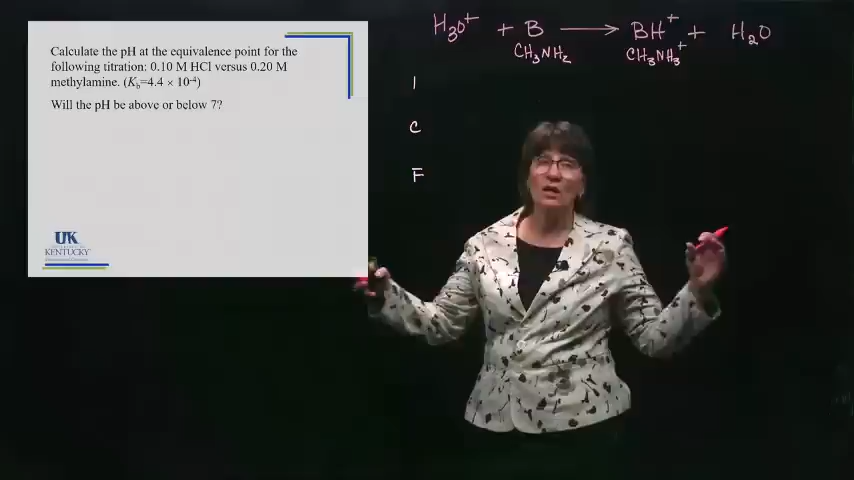 Calculate the pH at the equivalence point for the
following titration: 0.10 M HCl versus 0.20 M
methylamine. (K_b=4.4 × 10⁻⁴)
Will the pH be above or below 7?
UK
KENTUCKY
H₃O⁺ + B ⟶ BH⁺ + H₂O
CH₃NH₂ CH₃NH₃⁺
I
C
F